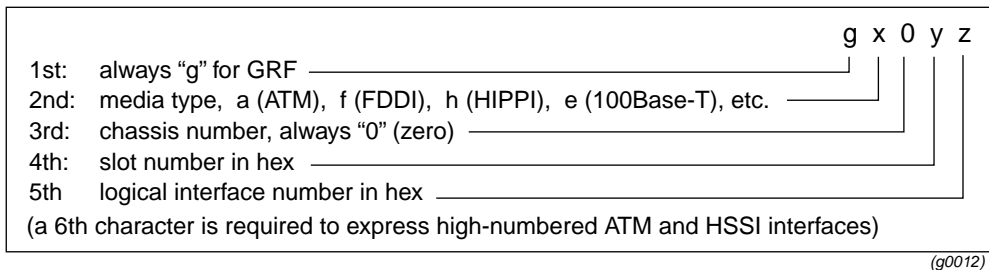 g x 0 y z
1st: always “g” for GRF
2nd: media type, a (ATM), f (FDDI), h (HIPPI), e (100Base-T), etc.
3rd: chassis number, always “0” (zero)
4th: slot number in hex
5th logical interface number in hex
(a 6th character is required to express high-numbered ATM and HSSI interfaces)
(g0012)